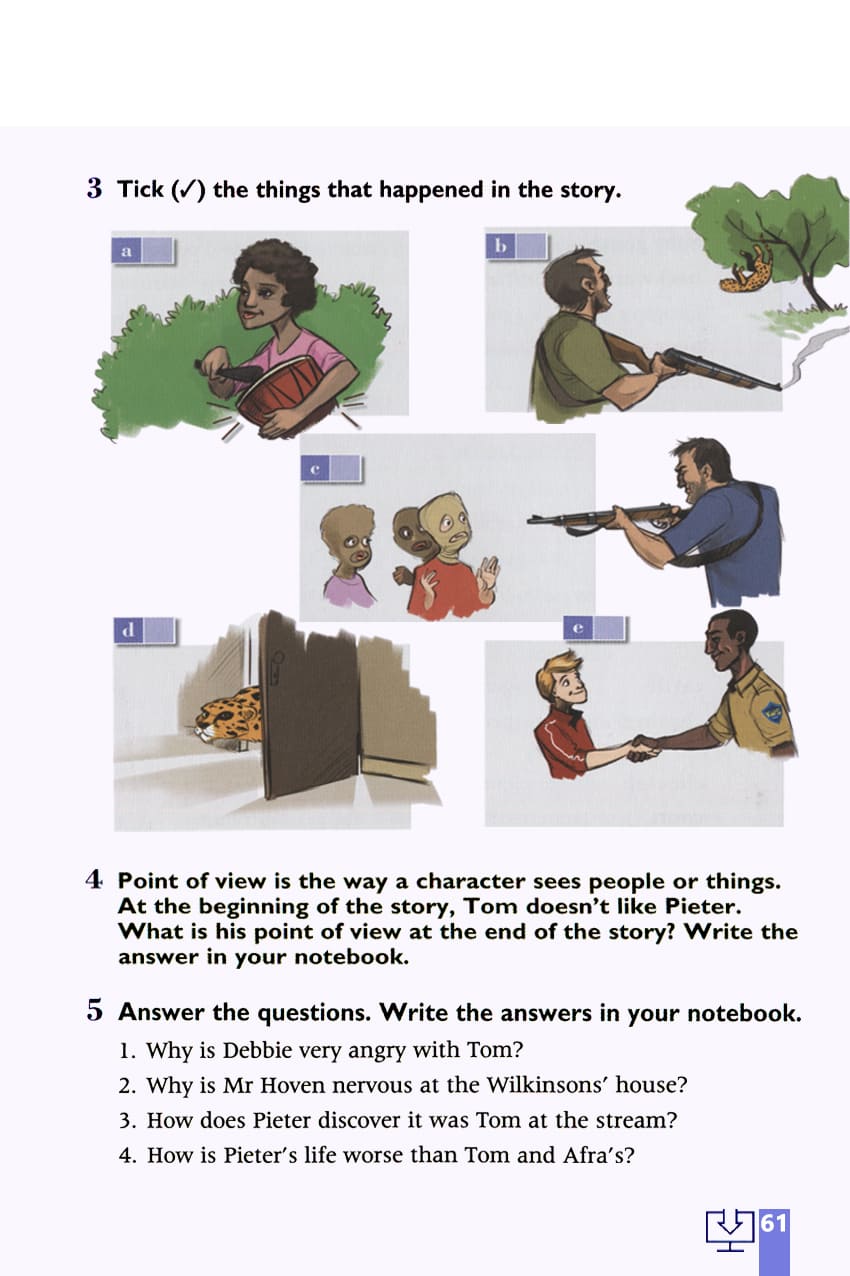 3 Tick (✓) the things that happened in the story.
a
b
c
d
e
4 Point of view is the way a character sees people or things.
At the beginning of the story, Tom doesn't like Pieter.
What is his point of view at the end of the story? Write the
answer in your notebook.
5 Answer the questions. Write the answers in your notebook.
1. Why is Debbie very angry with Tom?
2. Why is Mr Hoven nervous at the Wilkinsons' house?
3. How does Pieter discover it was Tom at the stream?
4. How is Pieter's life worse than Tom and Afra's?
61